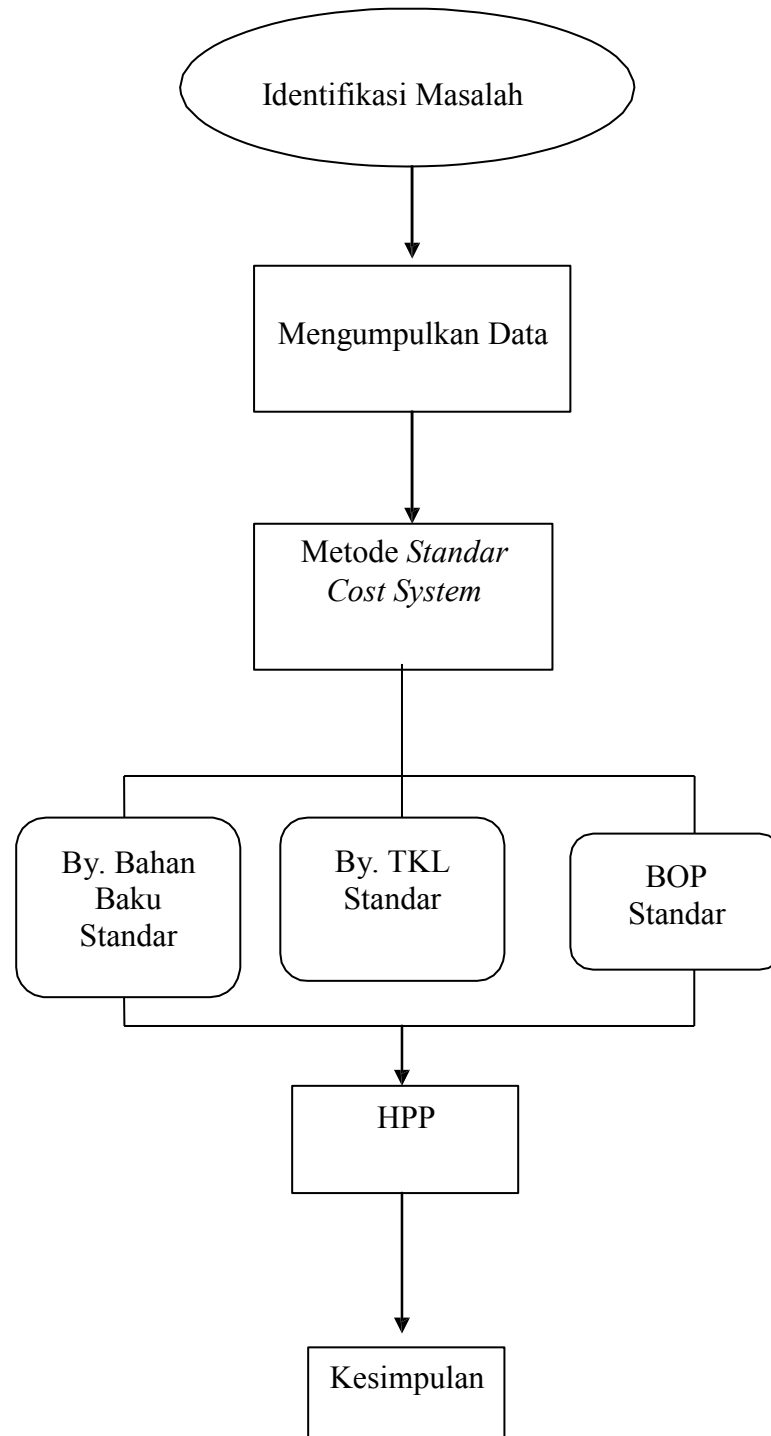 Identifikasi Masalah
Mengumpulkan Data
Metode Standar
Cost System
By. Bahan
Baku
Standar
By. TKL
Standar
BOP
Standar
HPP
Kesimpulan